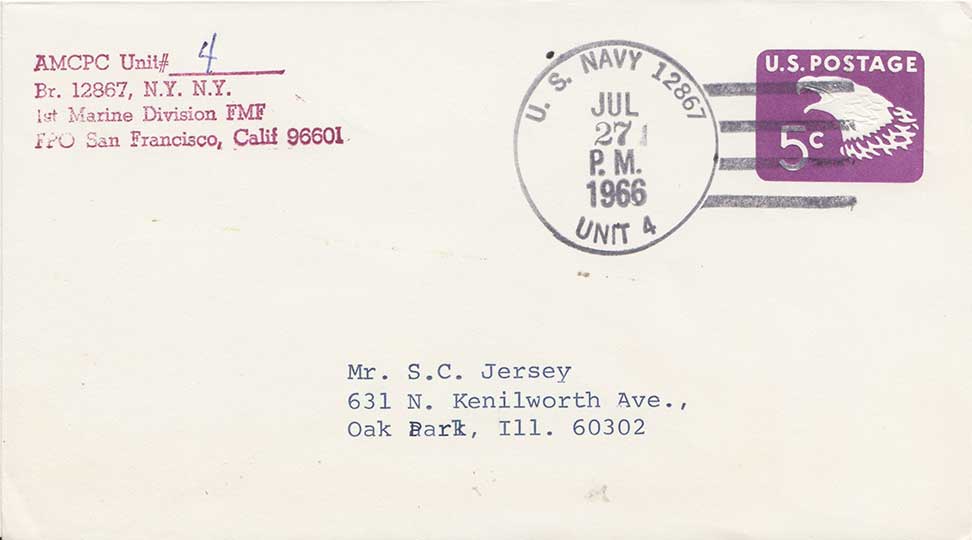 AMCPC Unit# 4
Br. 12867, N.Y. N.Y.
1st Marine Division FMF
FPO San Francisco, Calif 96601
U. S. NAVY 12867
JUL
27
P. M.
1966
UNIT 4
U.S. POSTAGE
5c
Mr. S.C. Jersey
631 N. Kenilworth Ave.,
Oak Park, Ill. 60302